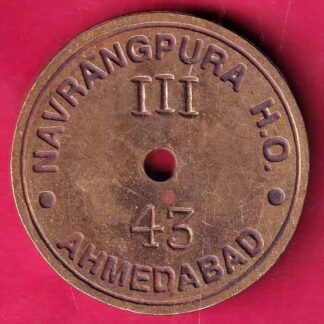 NAVRANGPURA H.O.
III
43
AHMEDABAD